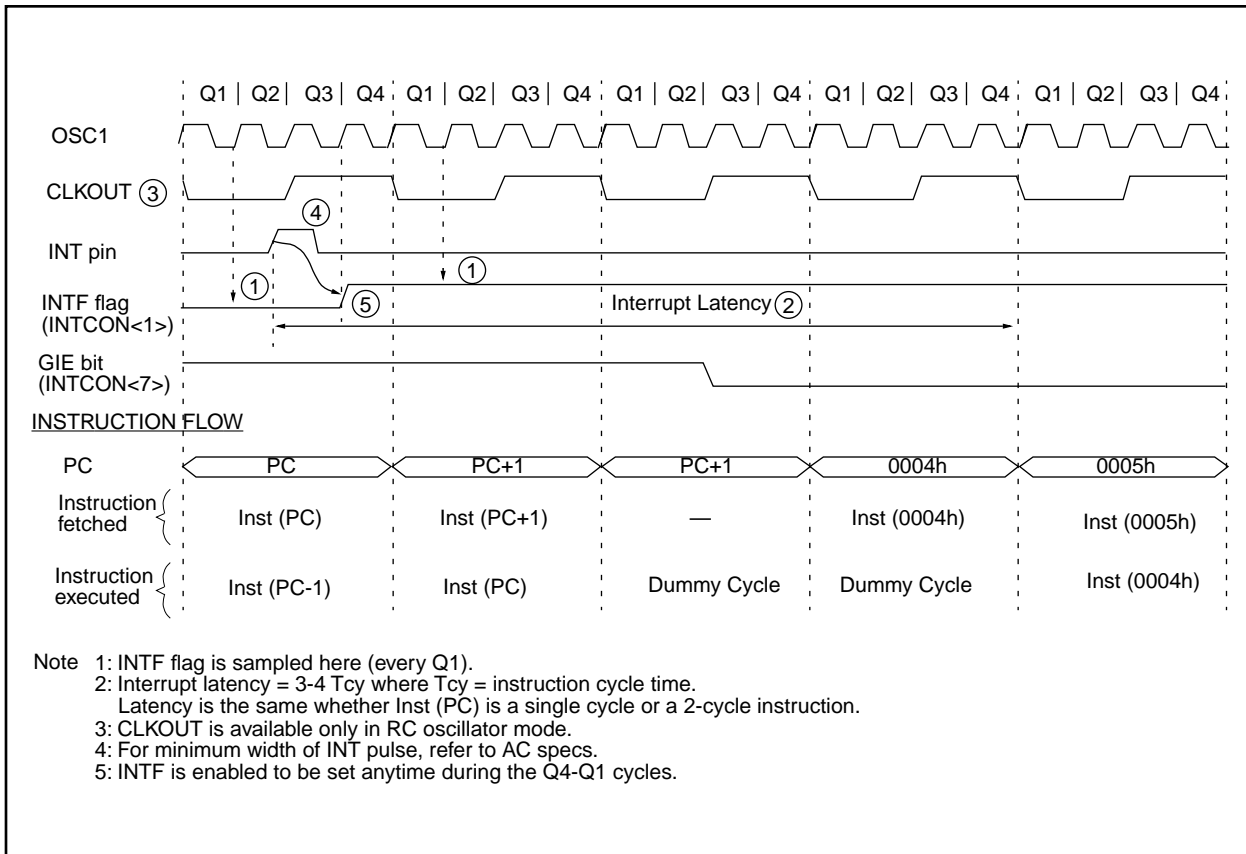 Q1 | Q2 | Q3 | Q4 Q1 | Q2 | Q3 | Q4 Q1 | Q2 | Q3 | Q4 Q1 | Q2 | Q3 | Q4 Q1 | Q2 | Q3 | Q4
OSC1
CLKOUT 3
4
INT pin
1
1
INTF flag
(INTCON<1>)
5
Interrupt Latency 2
GIE bit
(INTCON<7>)
INSTRUCTION FLOW
PC PC PC+1 PC+1 0004h 0005h
Instruction
fetched
Inst (PC) Inst (PC+1) — Inst (0004h) Inst (0005h)
Instruction
executed
Inst (PC-1) Inst (PC) Dummy Cycle Dummy Cycle Inst (0004h)
Note 1: INTF flag is sampled here (every Q1).
2: Interrupt latency = 3-4 Tcy where Tcy = instruction cycle time.
Latency is the same whether Inst (PC) is a single cycle or a 2-cycle instruction.
3: CLKOUT is available only in RC oscillator mode.
4: For minimum width of INT pulse, refer to AC specs.
5: INTF is enabled to be set anytime during the Q4-Q1 cycles.